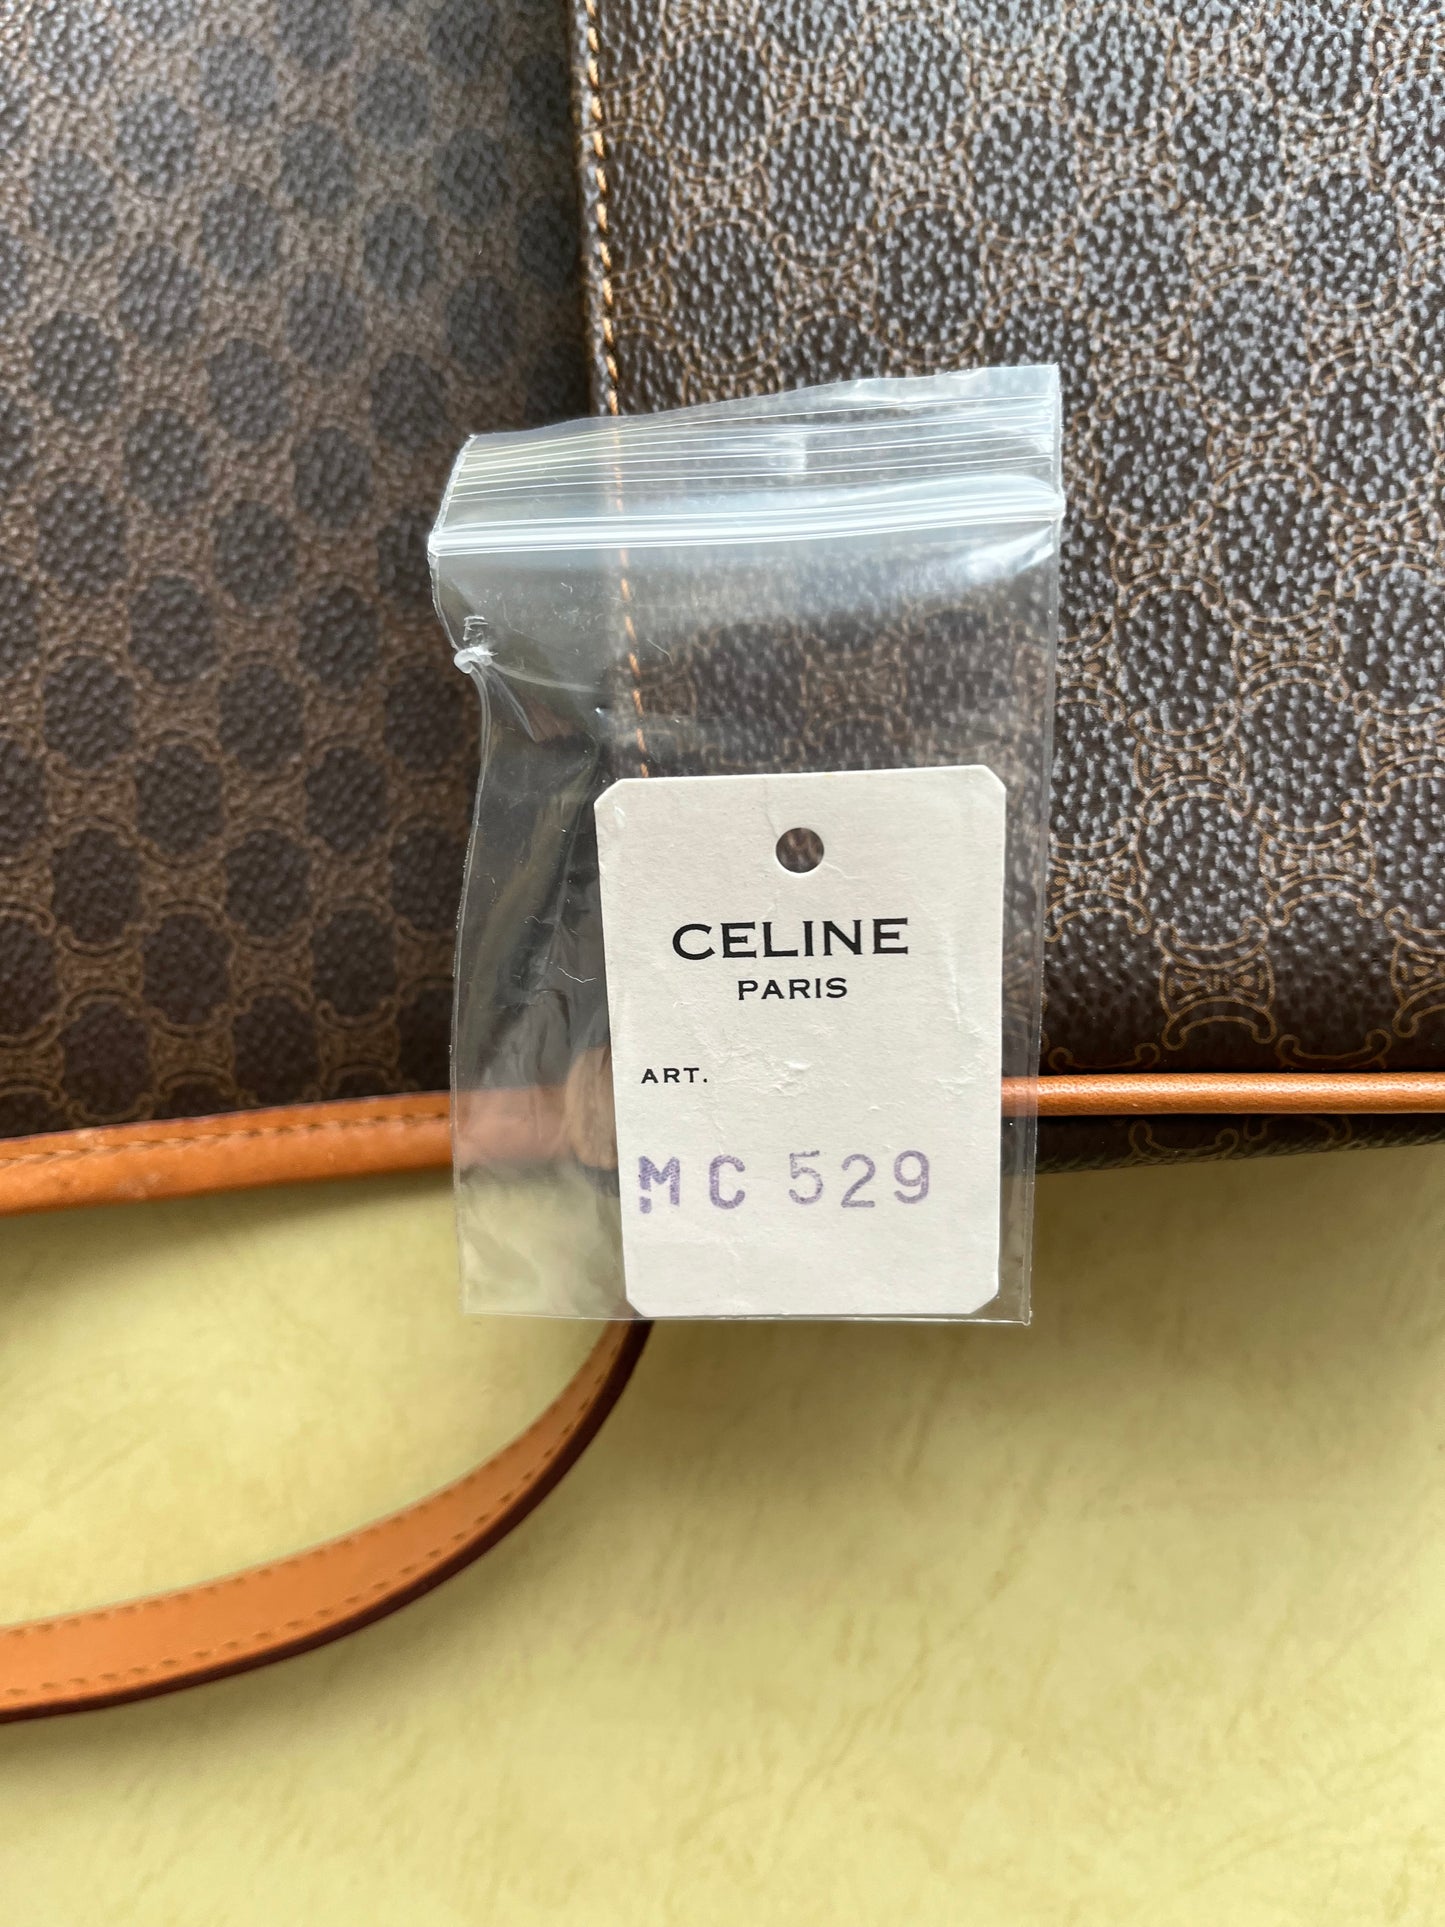 CELINE
PARIS
ART.
MC 529